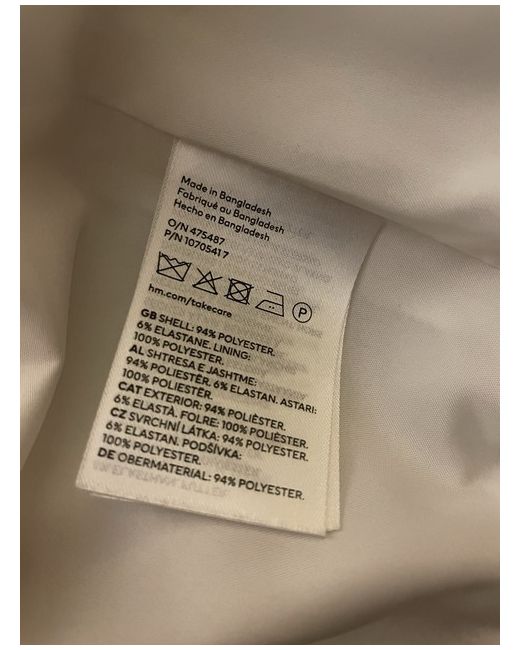 Made in Bangladesh
Fabriqué au Bangladesh
Hecho en Bangladesh
O/N 475487
P/N 10705417
P
hm.com/takecare
GB SHELL: 94% POLYESTER.
6% ELASTANE. LINING:
100% POLYESTER.
AL SHTRESA E JASHTME:
94% POLIESTËR. 6% ELASTAN. ASTARI:
100% POLIESTËR.
CAT EXTERIOR: 94% POLIÈSTER.
6% ELASTÀ. FOLRE: 100% POLIÈSTER.
CZ SVRCHNÍ LÁTKA: 94% POLYESTER.
6% ELASTAN. PODŠÍVKA:
100% POLYESTER.
DE OBERMATERIAL: 94% POLYESTER.